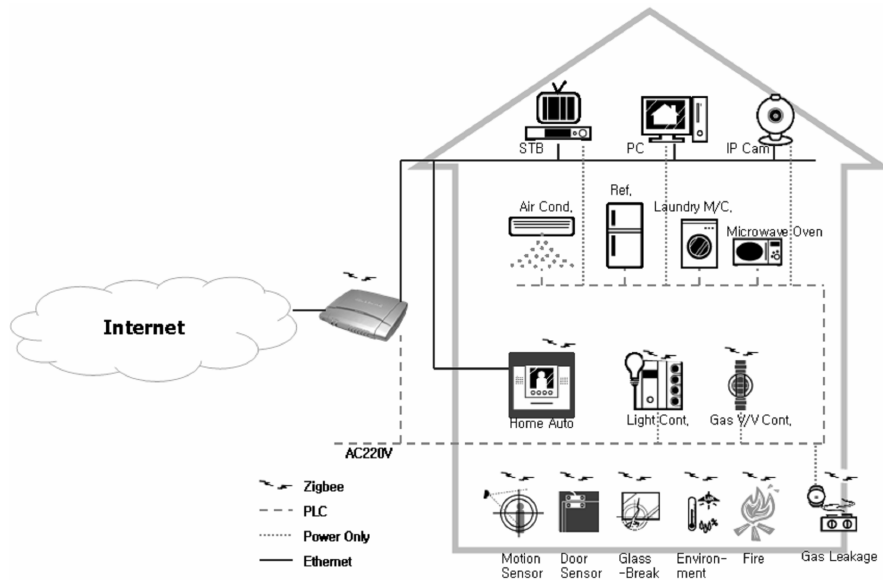 STB
PC
IP Cam
Air Cond,
Ref,
Laundry M/C,
Microwave Oven
Internet
Home Auto
Light Cont,
Gas V/V Cont,
AC220V
Zigbee
PLC
Power Only
Ethernet
Motion
Sensor
Door
Sensor
Glass
-Break
Environ-
ment
Fire
Gas Leakage